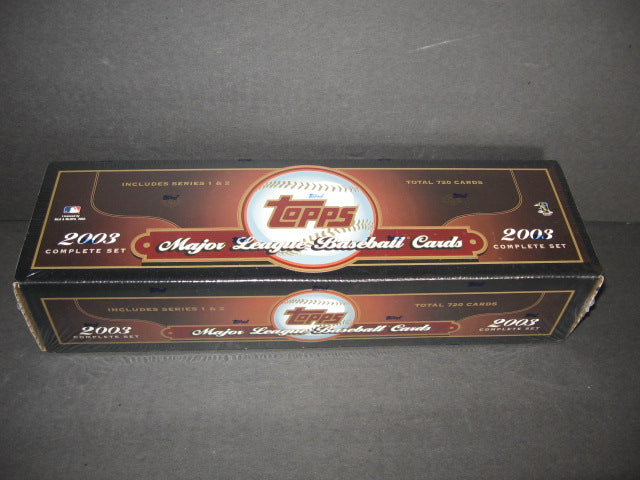 INCLUDES SERIES 1 & 2
TOTAL 720 CARDS
Topps
2003
COMPLETE SET
Major League Baseball Cards
2003
COMPLETE SET
INCLUDES SERIES 1 & 2
TOTAL 720 CARDS
Topps
2003
COMPLETE SET
Major League Baseball Cards
2003
COMPLETE SET